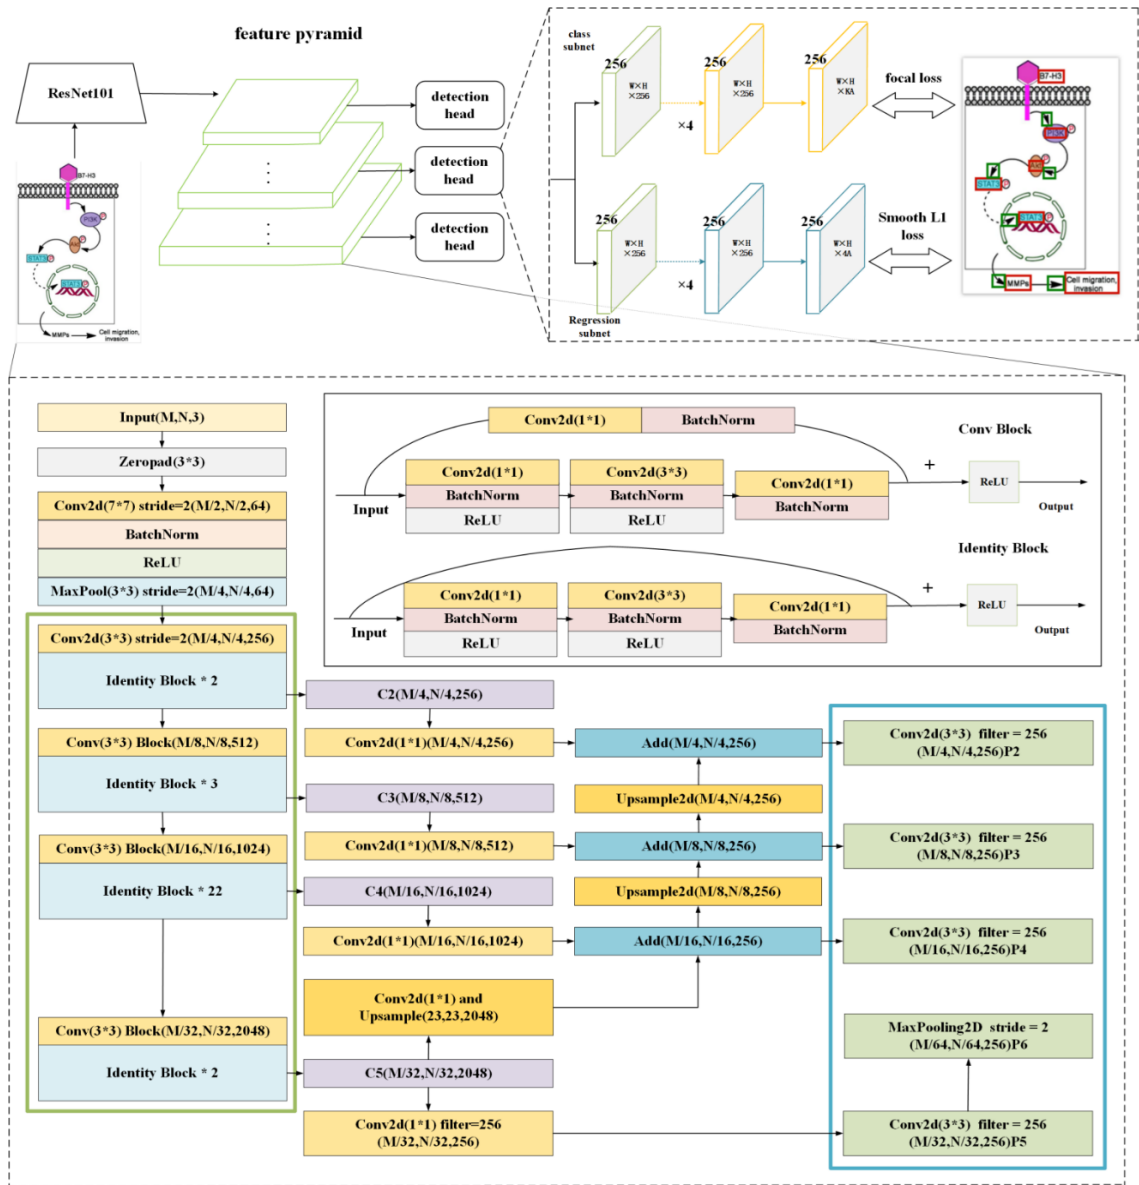 feature pyramid
ResNet101
detection
head
detection
head
detection
head
B7-H3
P
PI3K
P
Akt
STAT3
P
STAT3
MMPs
Cell migration,
invasion
class
subnet
256
W×H
×256
×4
256
W×H
×256
256
W×H
×KA
focal loss
256
W×H
×256
×4
256
W×H
×256
256
W×H
×4A
Smooth L1
loss
Regression
subnet
B7-H3
PI3K
P
P
STAT3
P
STAT3
MMPs
Cell migration,
invasion
Input(M,N,3)
Zeropad(3*3)
Conv2d(7*7) stride=2(M/2,N/2,64)
BatchNorm
ReLU
MaxPool(3*3) stride=2(M/4,N/4,64)
Conv2d(3*3) stride=2(M/4,N/4,256)
Identity Block * 2
Conv(3*3) Block(M/8,N/8,512)
Identity Block * 3
Conv(3*3) Block(M/16,N/16,1024)
Identity Block * 22
Conv(3*3) Block(M/32,N/32,2048)
Identity Block * 2
Conv2d(1*1)
BatchNorm
Conv Block
Input
Conv2d(1*1)
BatchNorm
ReLU
Conv2d(3*3)
BatchNorm
ReLU
Conv2d(1*1)
BatchNorm
+
ReLU
Output
Identity Block
Input
Conv2d(1*1)
BatchNorm
ReLU
Conv2d(3*3)
BatchNorm
ReLU
Conv2d(1*1)
BatchNorm
+
ReLU
Output
C2(M/4,N/4,256)
Conv2d(1*1)(M/4,N/4,256)
C3(M/8,N/8,512)
Conv2d(1*1)(M/8,N/8,512)
C4(M/16,N/16,1024)
Conv2d(1*1)(M/16,N/16,1024)
Conv2d(1*1) and
Upsample(23,23,2048)
C5(M/32,N/32,2048)
Conv2d(1*1) filter=256
(M/32,N/32,256)
Add(M/4,N/4,256)
Upsample2d(M/4,N/4,256)
Add(M/8,N/8,256)
Upsample2d(M/8,N/8,256)
Add(M/16,N/16,256)
Conv2d(3*3) filter = 256
(M/4,N/4,256)P2
Conv2d(3*3) filter = 256
(M/8,N/8,256)P3
Conv2d(3*3) filter = 256
(M/16,N/16,256)P4
MaxPooling2D stride = 2
(M/64,N/64,256)P6
Conv2d(3*3) filter = 256
(M/32,N/32,256)P5